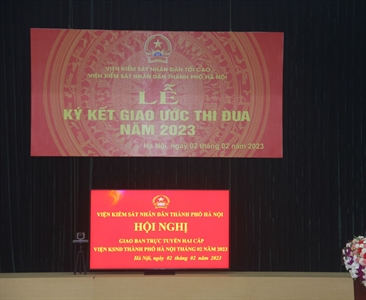 VIỆN KIỂM SÁT NHÂN DÂN TỐI CAO
VIỆN KIỂM SÁT NHÂN DÂN THÀNH PHỐ HÀ NỘI
LỄ
KÝ KẾT GIAO ƯỚC THI ĐUA
NĂM 2023
Hà Nội, ngày 02 tháng 02 năm 2023
VIỆN KIỂM SÁT NHÂN DÂN THÀNH PHỐ HÀ NỘI
HỘI NGHỊ
GIAO BAN TRỰC TUYẾN HAI CẤP
VIỆN KSND THÀNH PHỐ HÀ NỘI THÁNG 02 NĂM 2023
Hà Nội, ngày 02 tháng 02 năm 2023